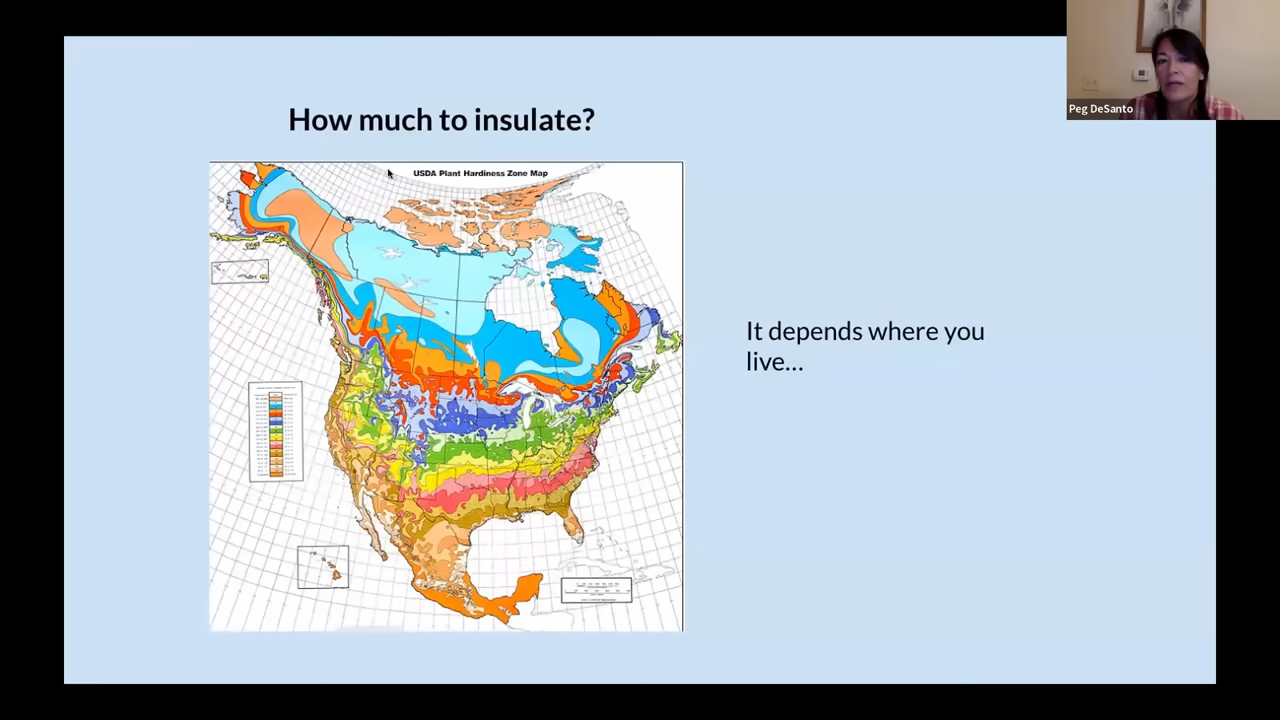 How much to insulate?
USDA Plant Hardiness Zone Map
It depends where you
live...
Peg DeSanto